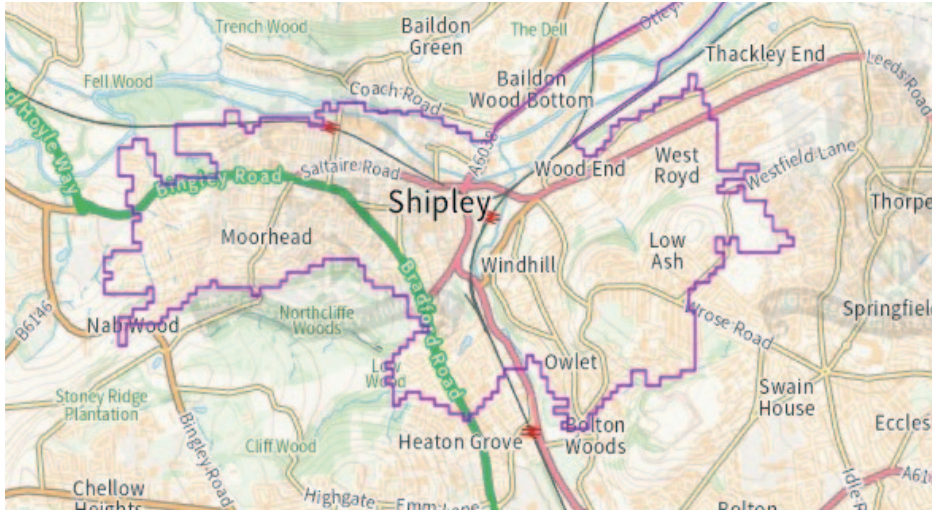 Trench Wood
Baildon
Green
The Dell
Otley
Thackley End
Fell Wood
Coach Road
Baildon
Wood Bottom
Leeds Road
A6038
Hoyle Way
Saltaire Road
Wood End
West
Royd
Westfield Lane
Bingley Road
Shipley
Thorpe
Moorhead
Low
Ash
Windhill
Bradford Road
B6146
Nab Wood
Northcliffe
Woods
Wrose Road
Springfield
Low
Wood
Owlet
Stoney Ridge
Plantation
Swain
House
Bingley Road
Cliff Wood
Heaton Grove
Bolton
Woods
Eccles
Chellow
Heights
Highgate
Emm Lane
Bolton
Idle R
A61